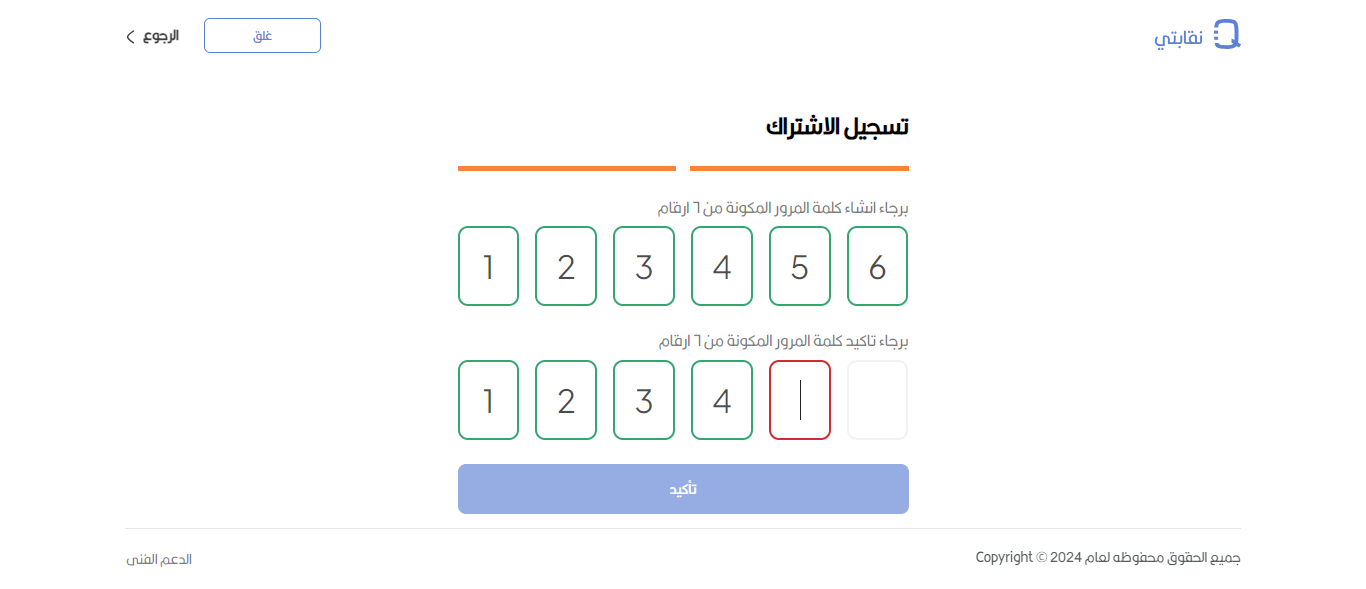 نقابتي
غلق
الرجوع
تسجيل الاشتراك
برجاء انشاء كلمة المرور المكونة من ٦ ارقام
1 2 3 4 5 6
برجاء تاكيد كلمة المرور المكونة من ٦ ارقام
1 2 3 4
تأكيد
جميع الحقوق محفوظه لعام 2024 © Copyright
الدعم الفنى